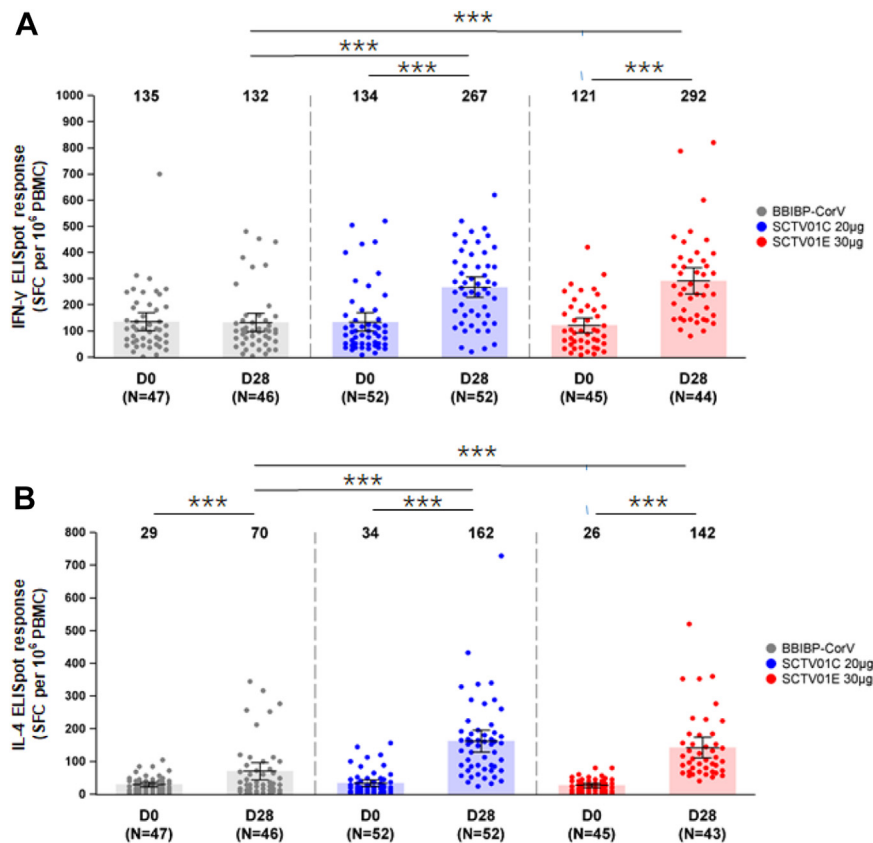 A
***
***
*** ***
135 132 134 267 121 292
IFN-γ ELISpot response
(SFC per 10⁶ PBMC)
1000
900
800
700
600
500
400
300
200
100
0
BBIBP-CorV
SCTV01C 20μg
SCTV01E 30μg
D0 D28 D0 D28 D0 D28
(N=47) (N=46) (N=52) (N=52) (N=45) (N=44)
B
***
***
*** *** ***
29 70 34 162 26 142
IL-4 ELISpot response
(SFC per 10⁶ PBMC)
800
700
600
500
400
300
200
100
0
BBIBP-CorV
SCTV01C 20μg
SCTV01E 30μg
D0 D28 D0 D28 D0 D28
(N=47) (N=46) (N=52) (N=52) (N=45) (N=43)